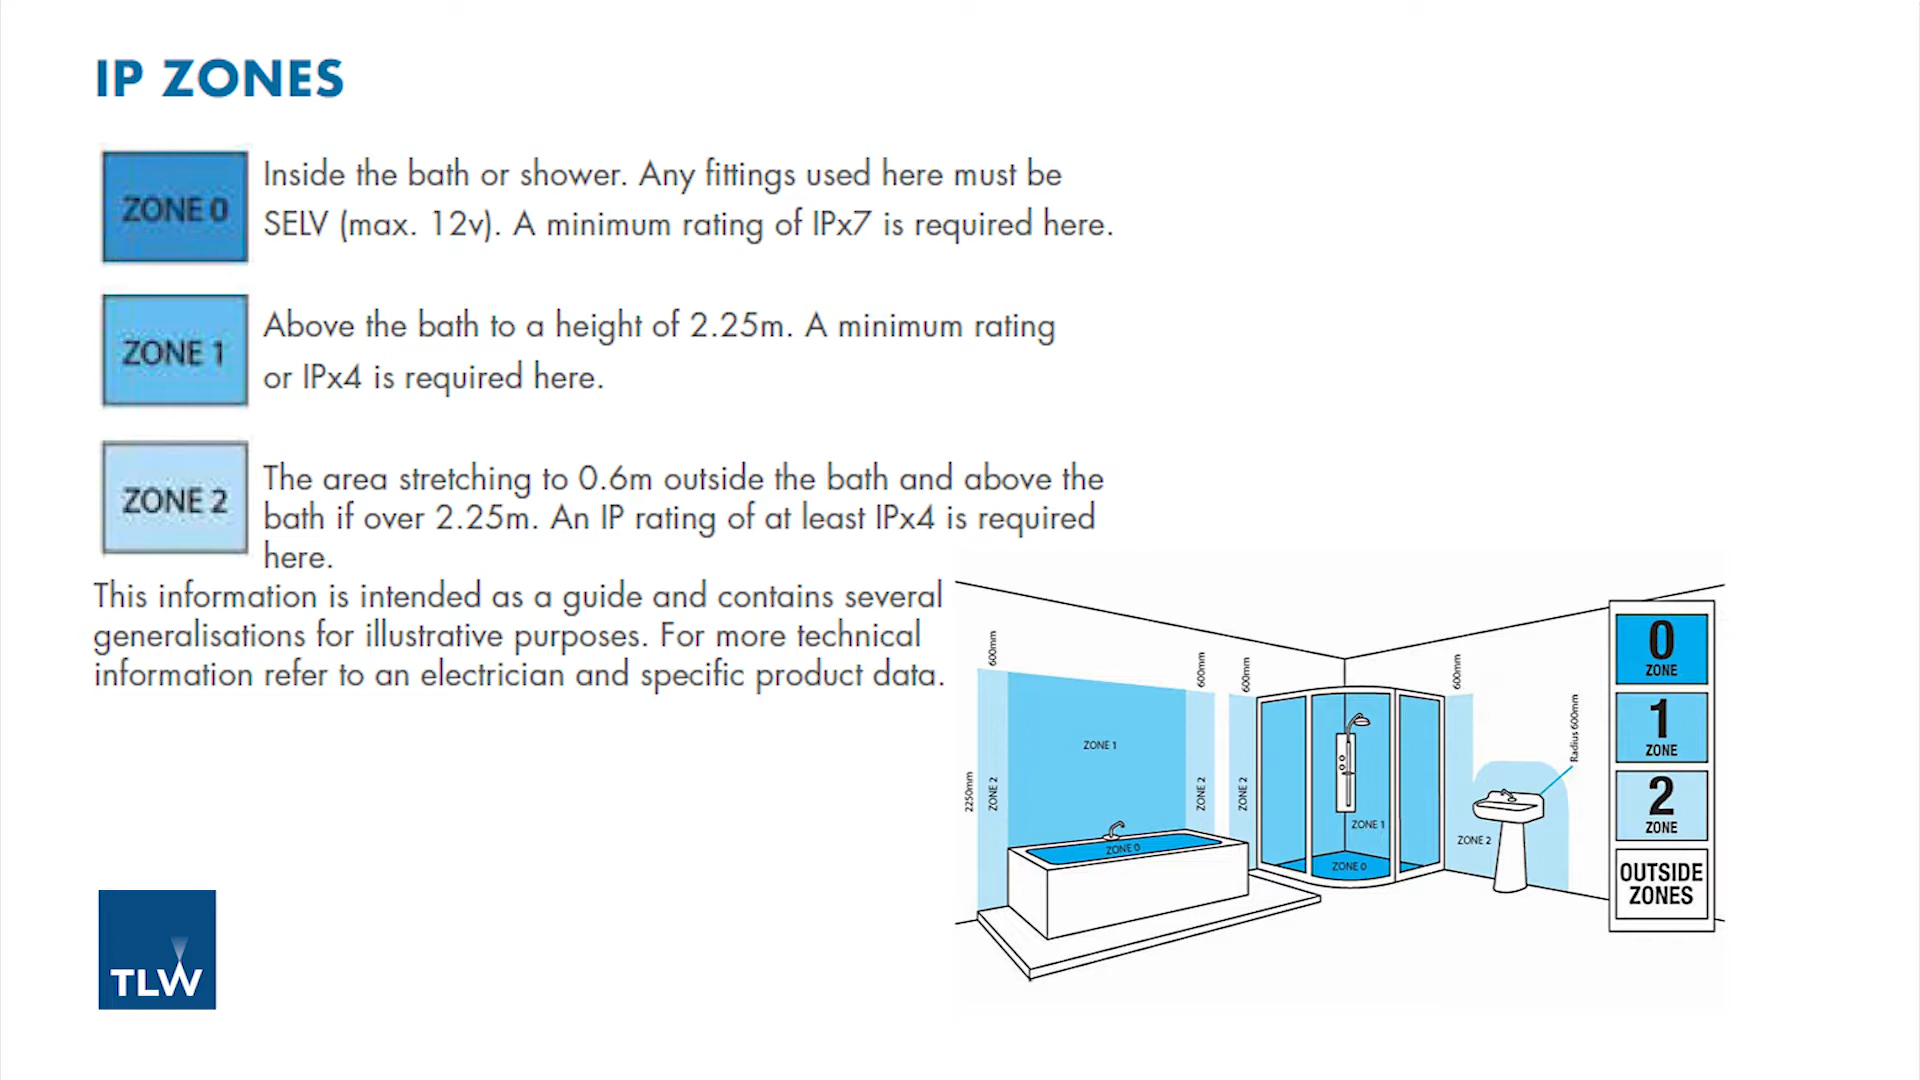 IP ZONES
ZONE 0
Inside the bath or shower. Any fittings used here must be
SELV (max. 12v). A minimum rating of IPx7 is required here.
ZONE 1
Above the bath to a height of 2.25m. A minimum rating
or IPx4 is required here.
ZONE 2
The area stretching to 0.6m outside the bath and above the
bath if over 2.25m. An IP rating of at least IPx4 is required
here.
This information is intended as a guide and contains several
generalisations for illustrative purposes. For more technical
information refer to an electrician and specific product data.
600mm
2250mm
ZONE 2
ZONE 1
ZONE 0
600mm
ZONE 2
600mm
ZONE 2
ZONE 1
ZONE 0
600mm
ZONE 2
Radius 600mm
0
ZONE
1
ZONE
2
ZONE
OUTSIDE
ZONES
TLW